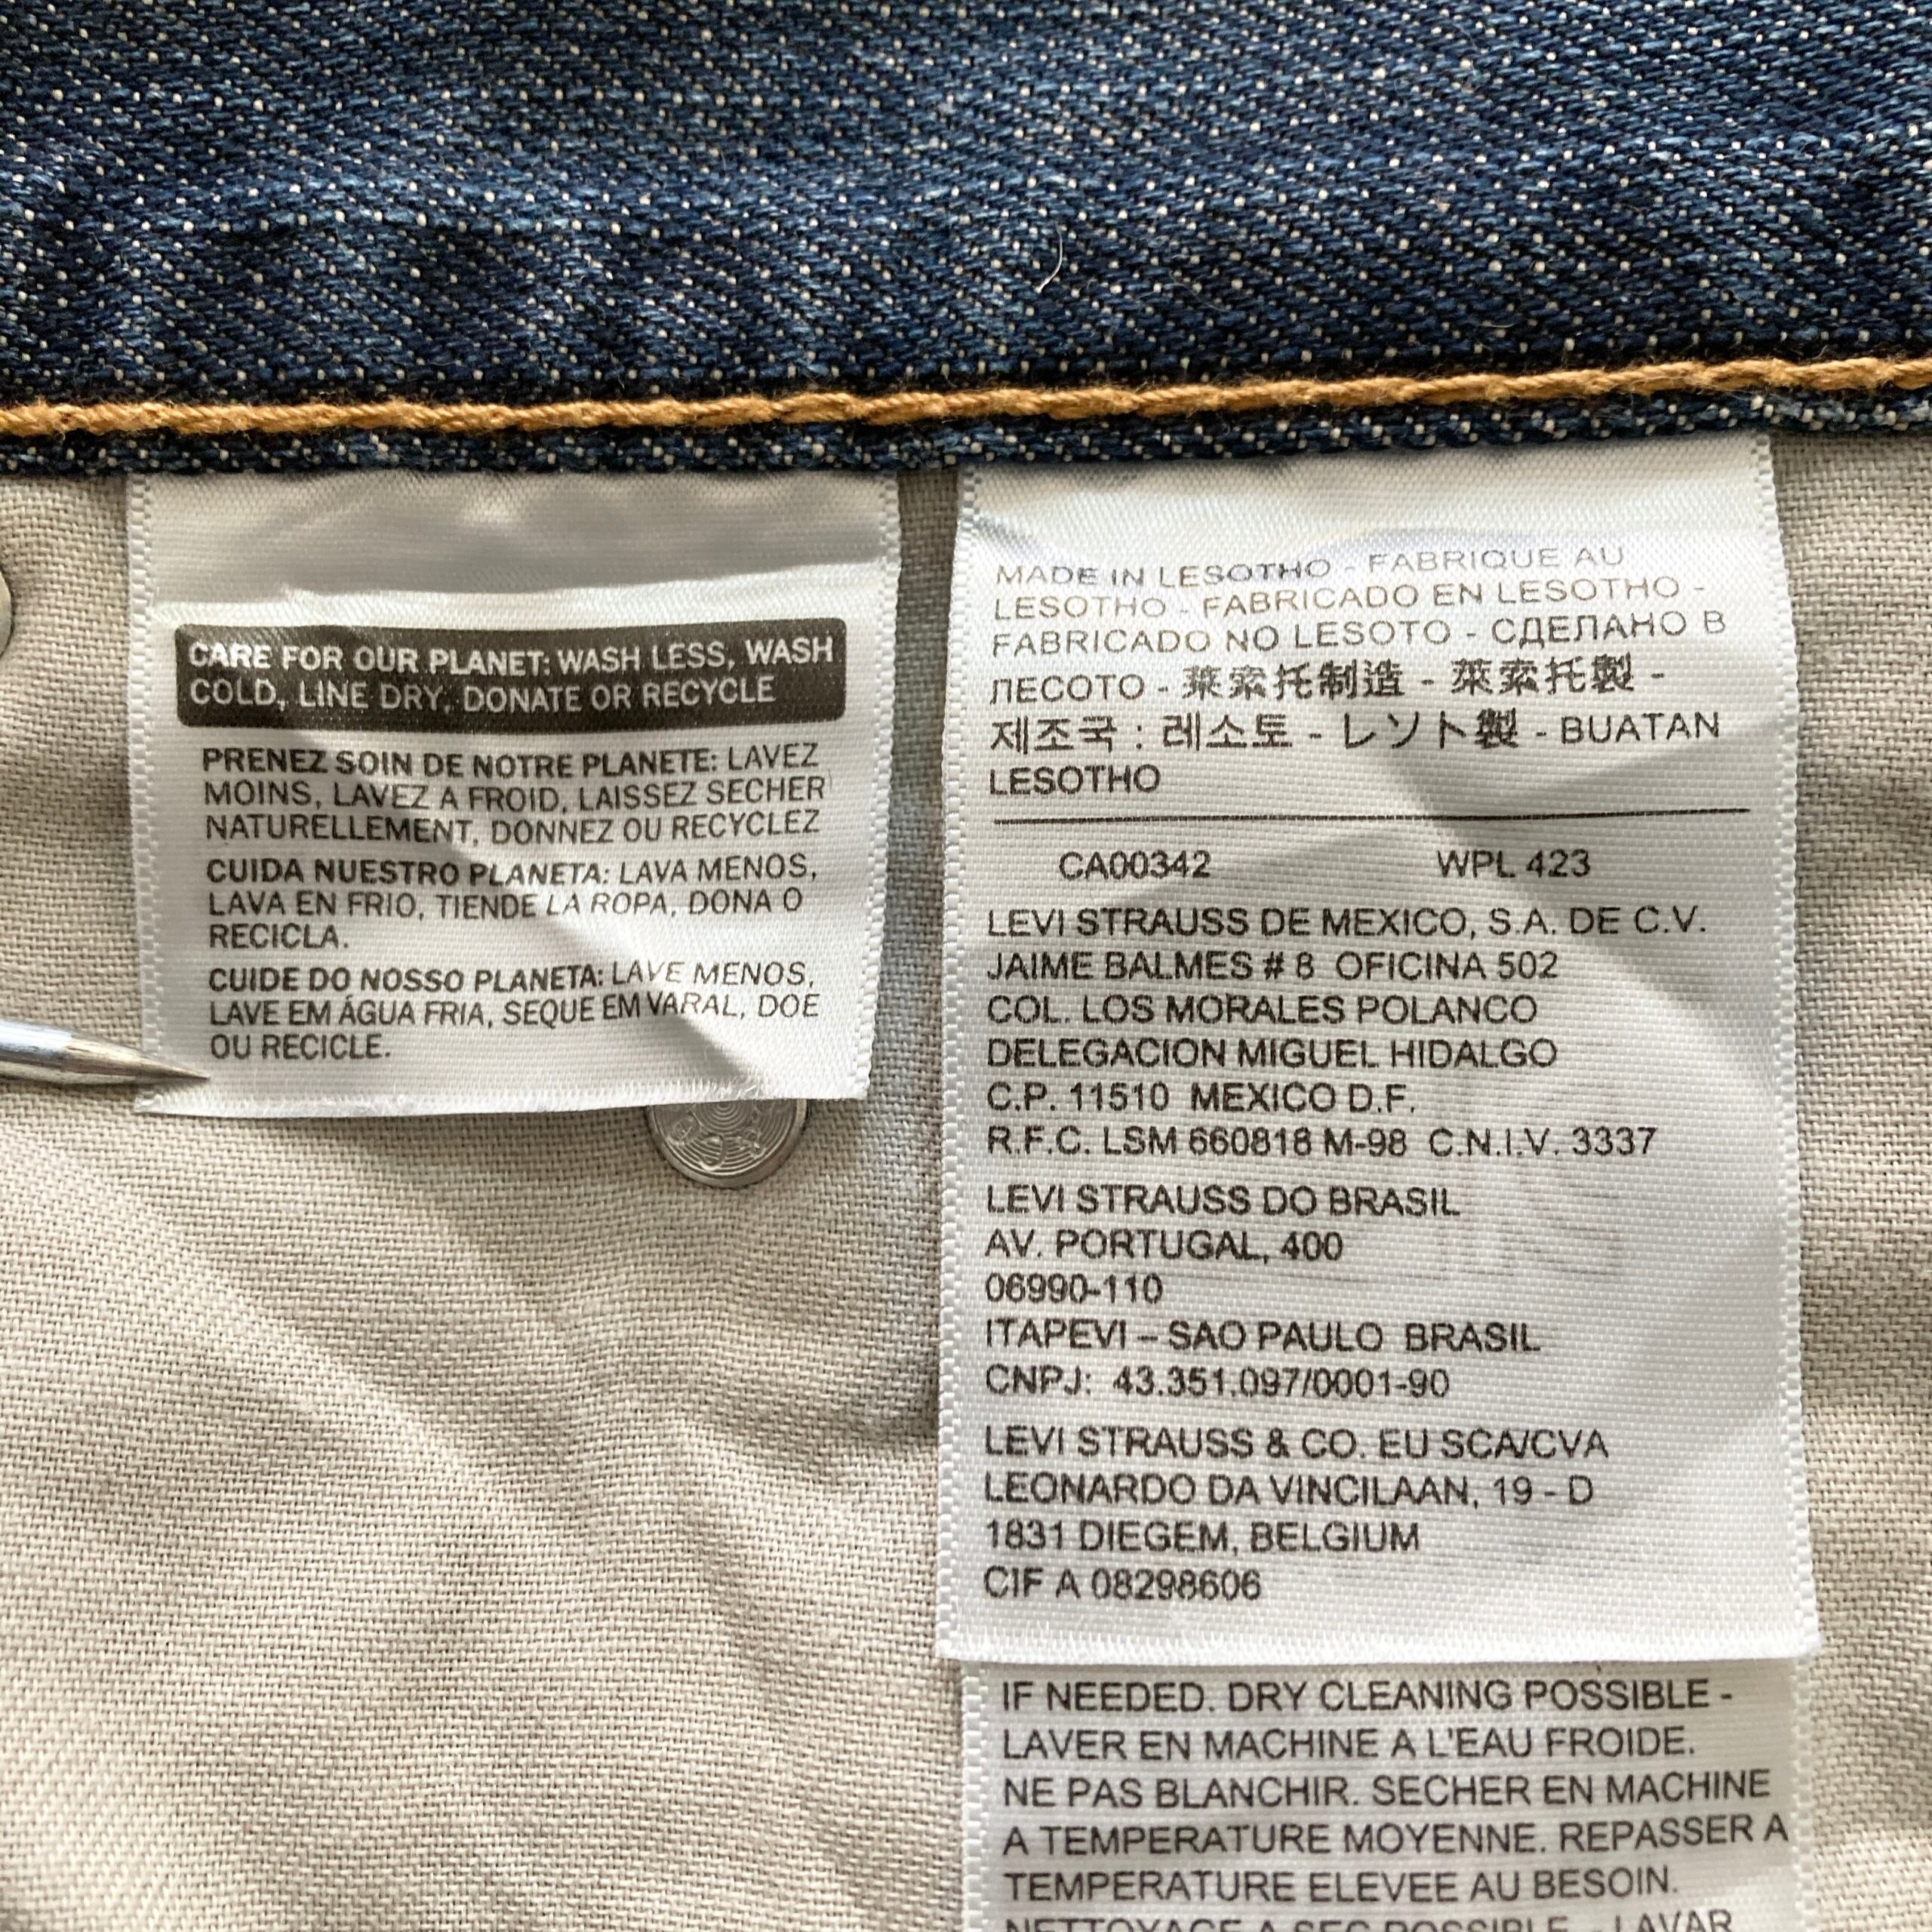 CARE FOR OUR PLANET: WASH LESS, WASH
COLD, LINE DRY, DONATE OR RECYCLE
PRENEZ SOIN DE NOTRE PLANETE: LAVEZ
MOINS, LAVEZ A FROID, LAISSEZ SECHER
NATURELLEMENT, DONNEZ OU RECYCLEZ
CUIDA NUESTRO PLANETA: LAVA MENOS,
LAVA EN FRIO, TIENDE LA ROPA, DONA O
RECICLA.
CUIDE DO NOSSO PLANETA: LAVE MENOS,
LAVE EM ÁGUA FRIA, SEQUE EM VARAL, DOE
OU RECICLE.
MADE IN LESOTHO - FABRIQUE AU
LESOTHO - FABRICADO EN LESOTHO -
FABRICADO NO LESOTO - СДЕЛАНО В
ЛЕСОТО - 莱索托制造 - 萊索托製 -
제조국 : 레소토 - レソト製 - BUATAN
LESOTHO
CA00342 WPL 423
LEVI STRAUSS DE MEXICO, S.A. DE C.V.
JAIME BALMES # 8 OFICINA 502
COL. LOS MORALES POLANCO
DELEGACION MIGUEL HIDALGO
C.P. 11510 MEXICO D.F.
R.F.C. LSM 660818 M-98 C.N.I.V. 3337
LEVI STRAUSS DO BRASIL
AV. PORTUGAL, 400
06990-110
ITAPEVI – SAO PAULO BRASIL
CNPJ: 43.351.097/0001-90
LEVI STRAUSS & CO. EU SCA/CVA
LEONARDO DA VINCILAAN, 19 - D
1831 DIEGEM, BELGIUM
CIF A 08298606
IF NEEDED. DRY CLEANING POSSIBLE -
LAVER EN MACHINE A L'EAU FROIDE.
NE PAS BLANCHIR. SECHER EN MACHINE
A TEMPERATURE MOYENNE. REPASSER A
TEMPERATURE ELEVEE AU BESOIN.
NETTOYAGE A SEC POSSIBLE - LAVAR